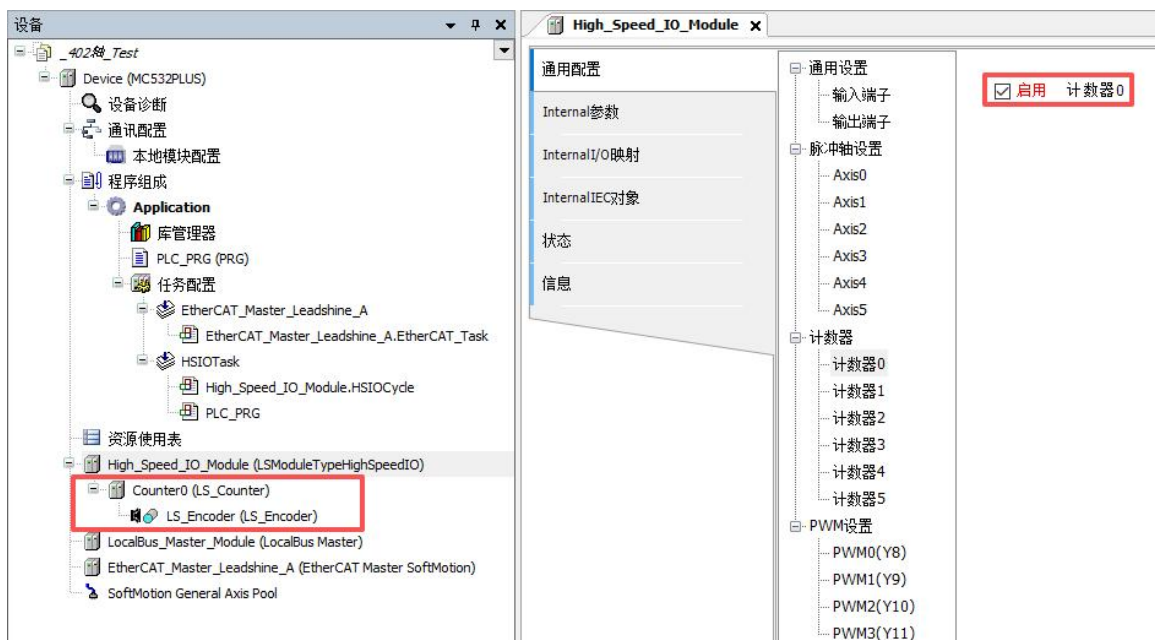 设备
_402轴_Test
Device (MC532PLUS)
设备诊断
通讯配置
本地模块配置
程序组成
Application
库管理器
PLC_PRG (PRG)
任务配置
EtherCAT_Master_Leadshine_A
EtherCAT_Master_Leadshine_A.EtherCAT_Task
HSIOTask
High_Speed_IO_Module.HSIOCycle
PLC_PRG
资源使用表
High_Speed_IO_Module (LSModuleTypeHighSpeedIO)
Counter0 (LS_Counter)
LS_Encoder (LS_Encoder)
LocalBus_Master_Module (LocalBus Master)
EtherCAT_Master_Leadshine_A (EtherCAT Master SoftMotion)
SoftMotion General Axis Pool
High_Speed_IO_Module
通用配置
Internal参数
InternalI/O映射
InternalIEC对象
状态
信息
通用设置
输入端子
输出端子
脉冲轴设置
Axis0
Axis1
Axis2
Axis3
Axis4
Axis5
计数器
计数器0
计数器1
计数器2
计数器3
计数器4
计数器5
PWM设置
PWM0(Y8)
PWM1(Y9)
PWM2(Y10)
PWM3(Y11)
启用 计数器0